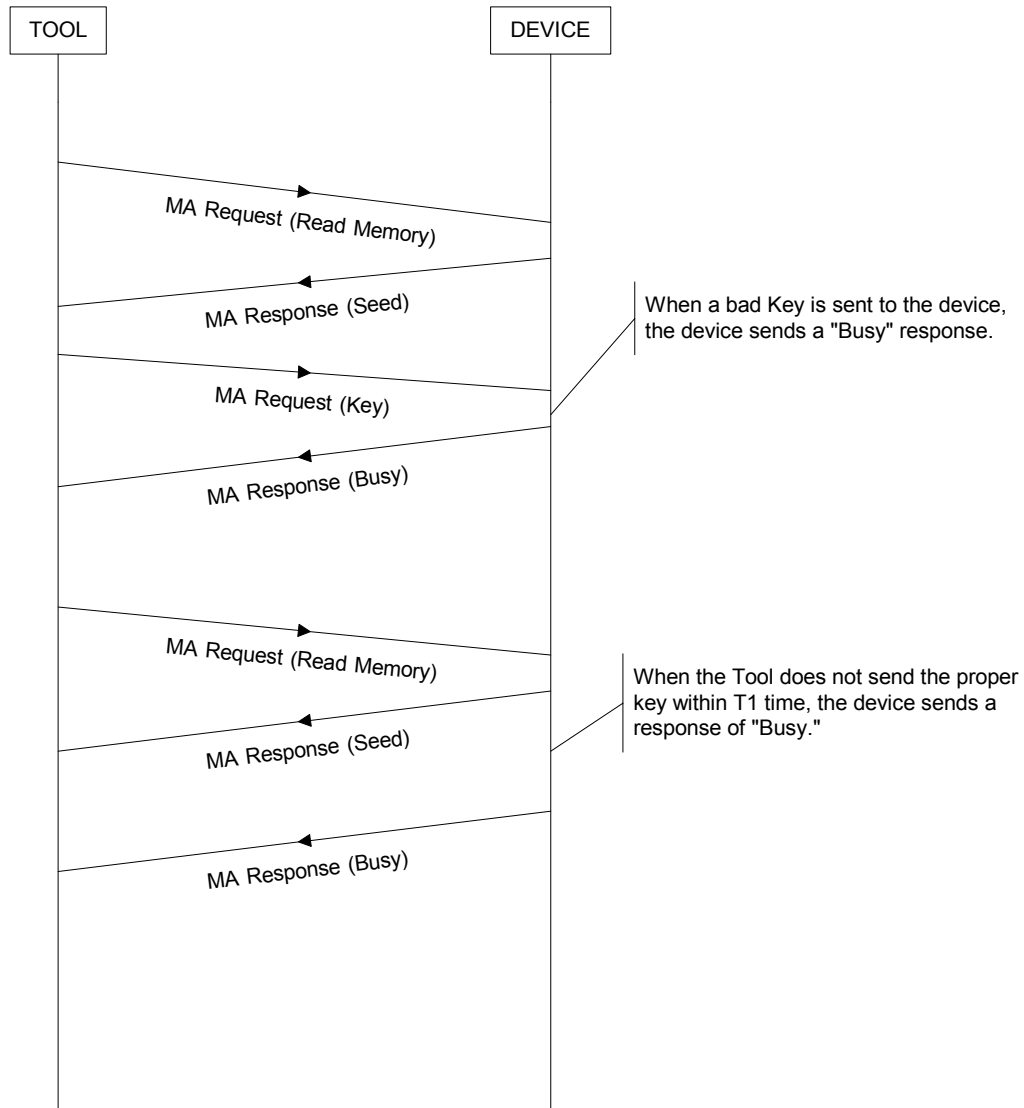 TOOL
DEVICE
MA Request (Read Memory)
MA Response (Seed)
When a bad Key is sent to the device,
the device sends a "Busy" response.
MA Request (Key)
MA Response (Busy)
MA Request (Read Memory)
When the Tool does not send the proper
key within T1 time, the device sends a
response of "Busy."
MA Response (Seed)
MA Response (Busy)